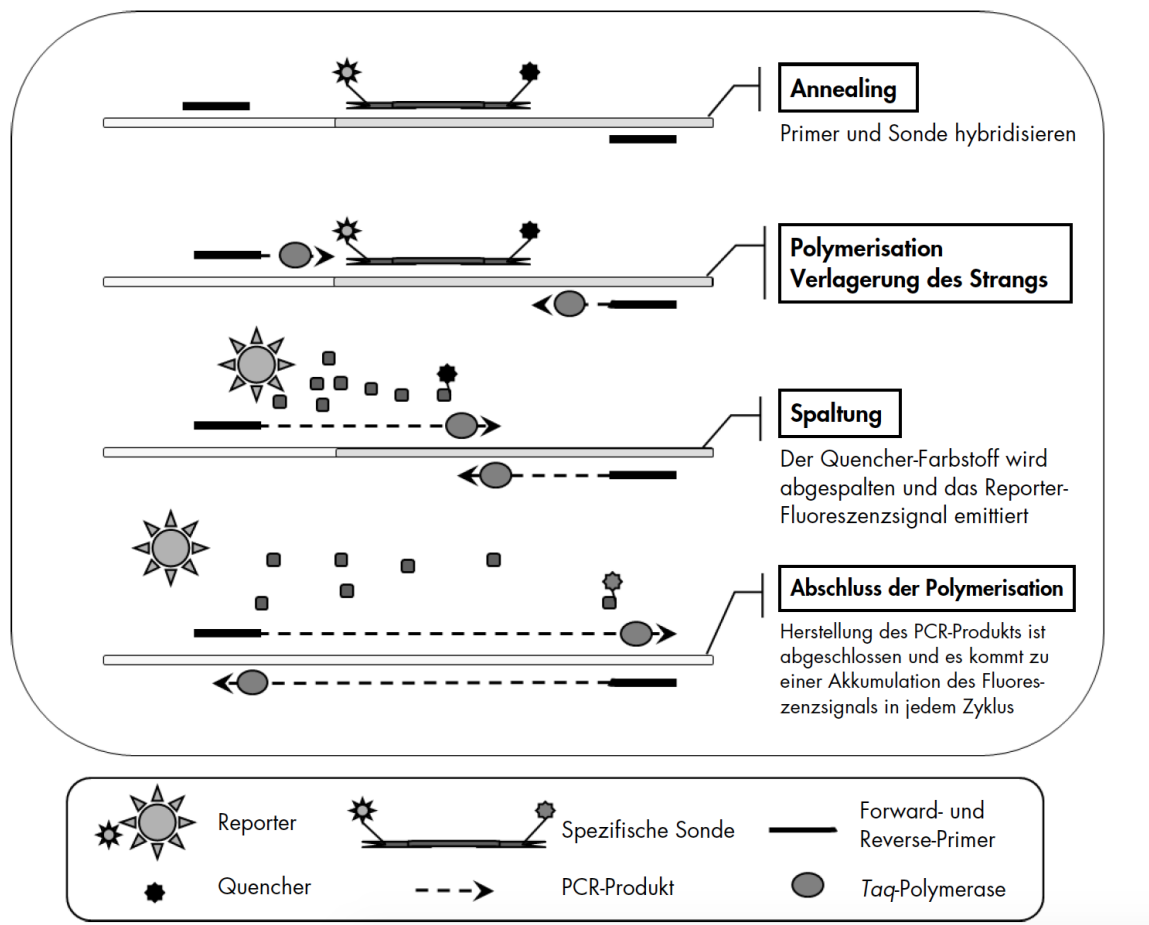 Annealing
Primer und Sonde hybridisieren
Polymerisation
Verlagerung des Strangs
Spaltung
Der Quencher-Farbstoff wird
abgespalten und das Reporter-
Fluoreszenzsignal emittiert
Abschluss der Polymerisation
Herstellung des PCR-Produkts ist
abgeschlossen und es kommt zu
einer Akkumulation des Fluores-
zenzsignals in jedem Zyklus
Reporter
Spezifische Sonde
Forward- und
Reverse-Primer
Quencher
PCR-Produkt
Taq-Polymerase